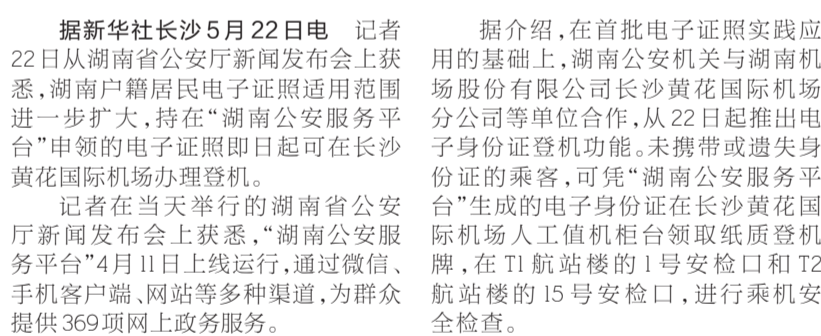 据新华社长沙5月22日电　记者
22日从湖南省公安厅新闻发布会上获
悉,湖南户籍居民电子证照适用范围
进一步扩大,持在“湖南公安服务平
台”申领的电子证照即日起可在长沙
黄花国际机场办理登机。
记者在当天举行的湖南省公安
厅新闻发布会上获悉,“湖南公安服
务平台”4月11日上线运行,通过微信、
手机客户端、网站等多种渠道,为群众
提供369项网上政务服务。
据介绍,在首批电子证照实践应
用的基础上,湖南公安机关与湖南机
场股份有限公司长沙黄花国际机场
分公司等单位合作,从22日起推出电
子身份证登机功能。未携带或遗失身
份证的乘客,可凭“湖南公安服务平
台”生成的电子身份证在长沙黄花国
际机场人工值机柜台领取纸质登机
牌,在T1航站楼的1号安检口和T2
航站楼的15号安检口,进行乘机安
全检查。